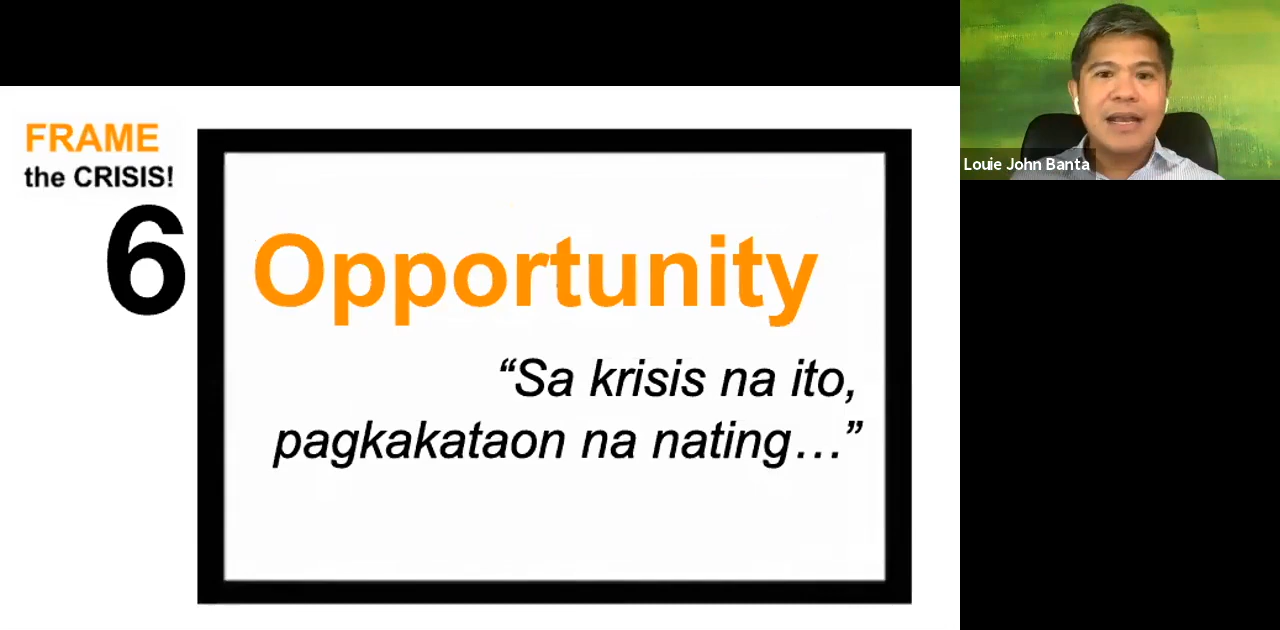 FRAME
the CRISIS!
6
Opportunity
“Sa krisis na ito,
pagkakataon na nating…”
Louie John Banta